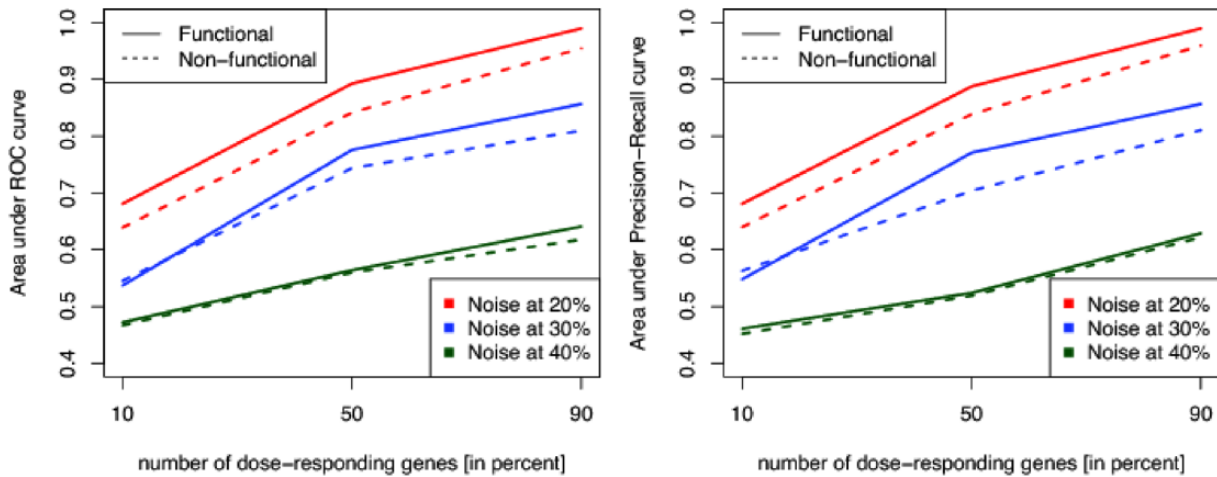 Area under ROC curve
1.0
0.9
0.8
0.7
0.6
0.5
0.4
Functional
Non−functional
Noise at 20%
Noise at 30%
Noise at 40%
10
50
90
number of dose−responding genes [in percent]
Area under Precision−Recall curve
1.0
0.9
0.8
0.7
0.6
0.5
0.4
Functional
Non−functional
Noise at 20%
Noise at 30%
Noise at 40%
10
50
90
number of dose−responding genes [in percent]